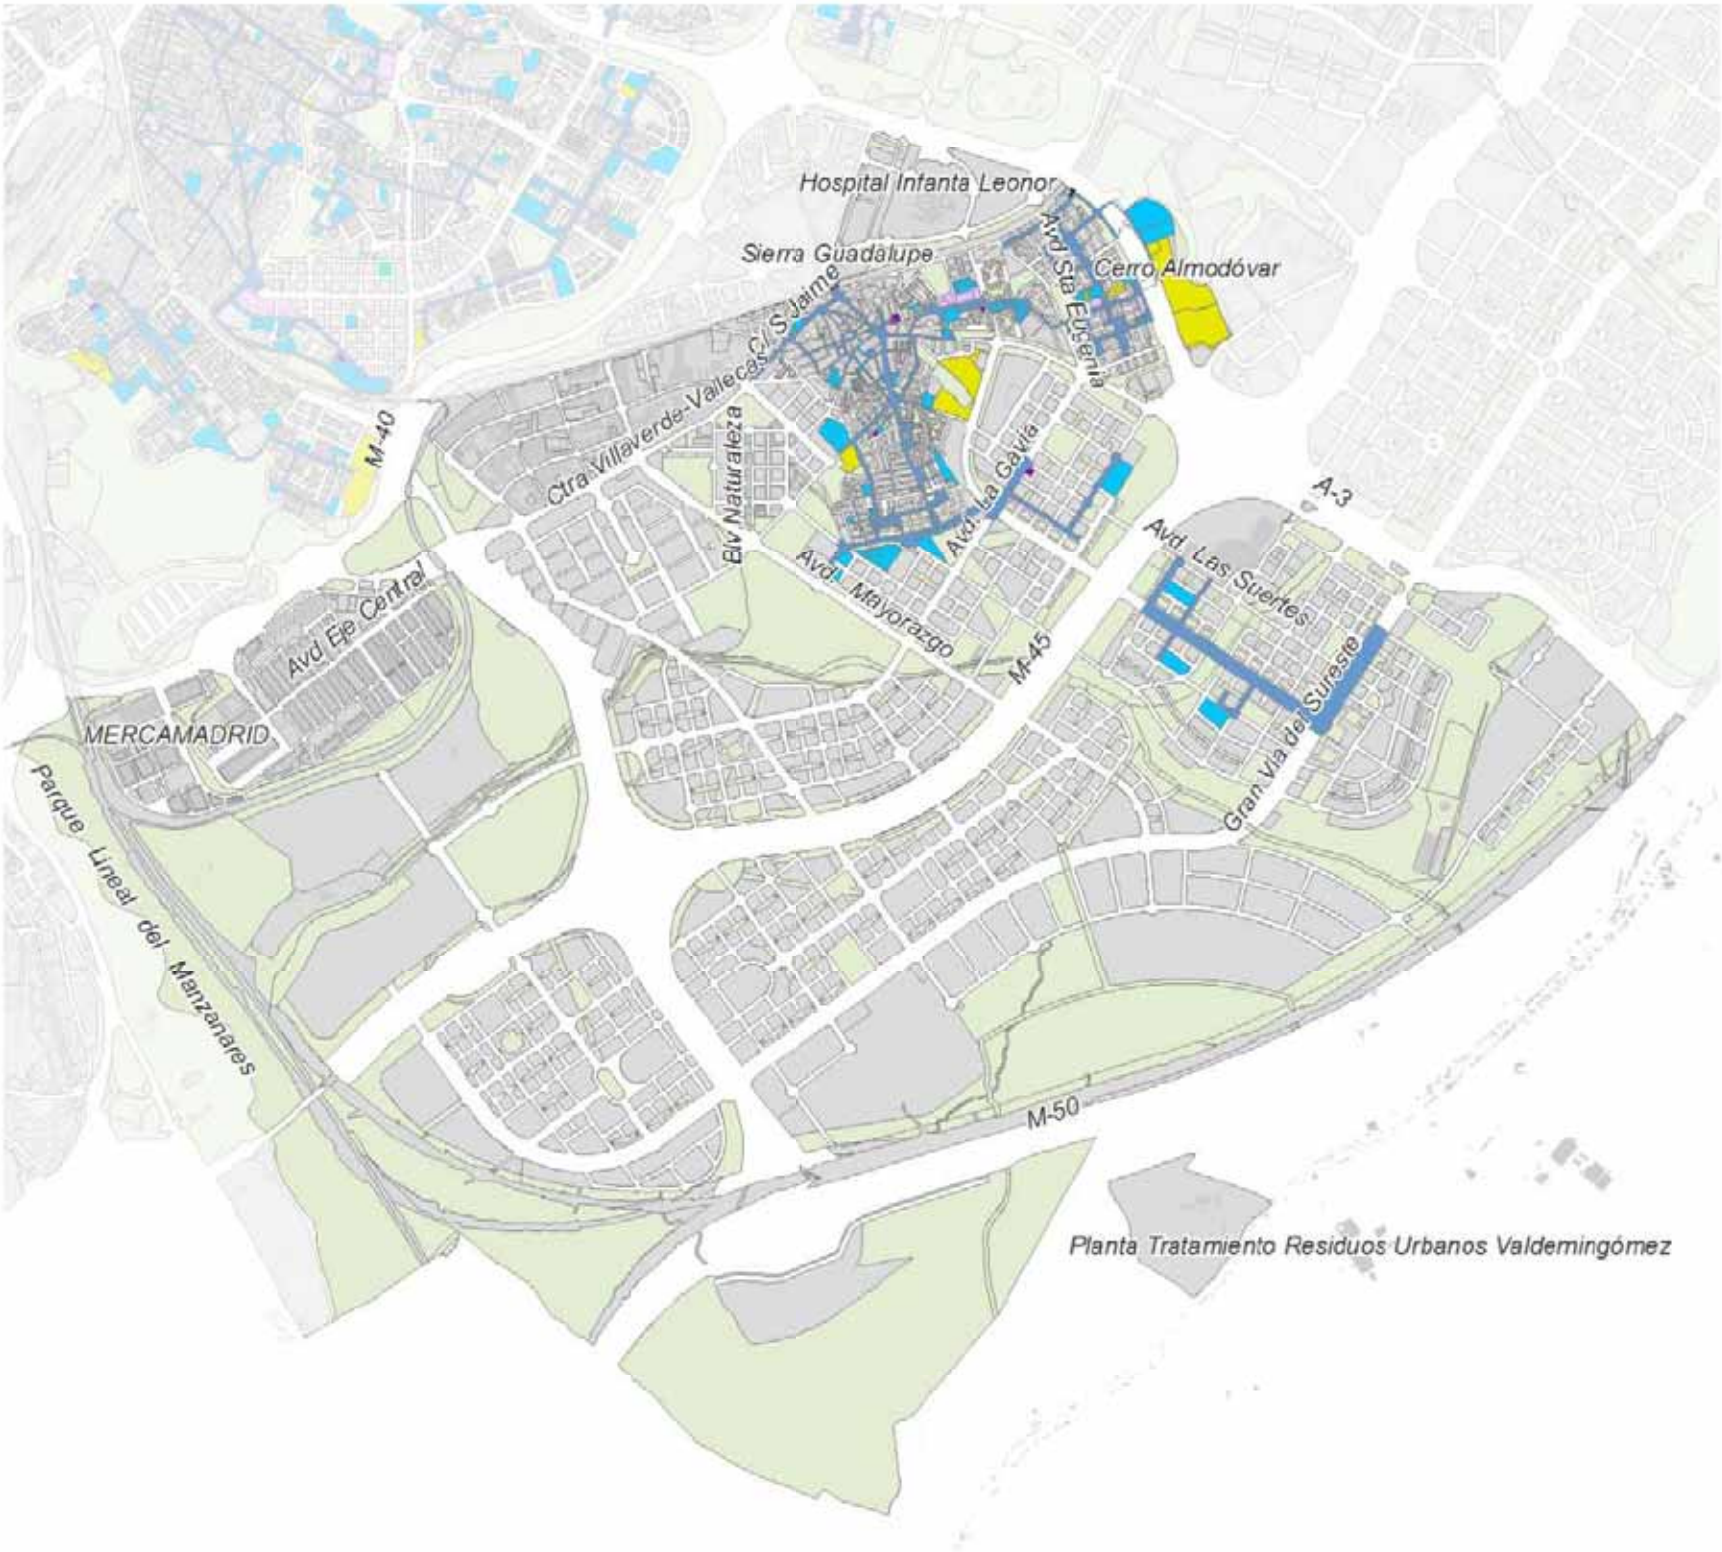 Hospital Infanta Leonor
Sierra Guadalupe
Avd Sta Eugenia
Cerro Almodóvar
C/ S Jaime
Ctra Villaverde-Vallecas
M-40
Blv Naturaleza
Avd. La Gavia
A-3
Avd. Las Suertes
Avd. Mayorazgo
Avd Eje Central
M-45
Gran Via del Sureste
MERCAMADRID
Parque Lineal del Manzanares
M-50
Planta Tratamiento Residuos Urbanos Valdemingómez